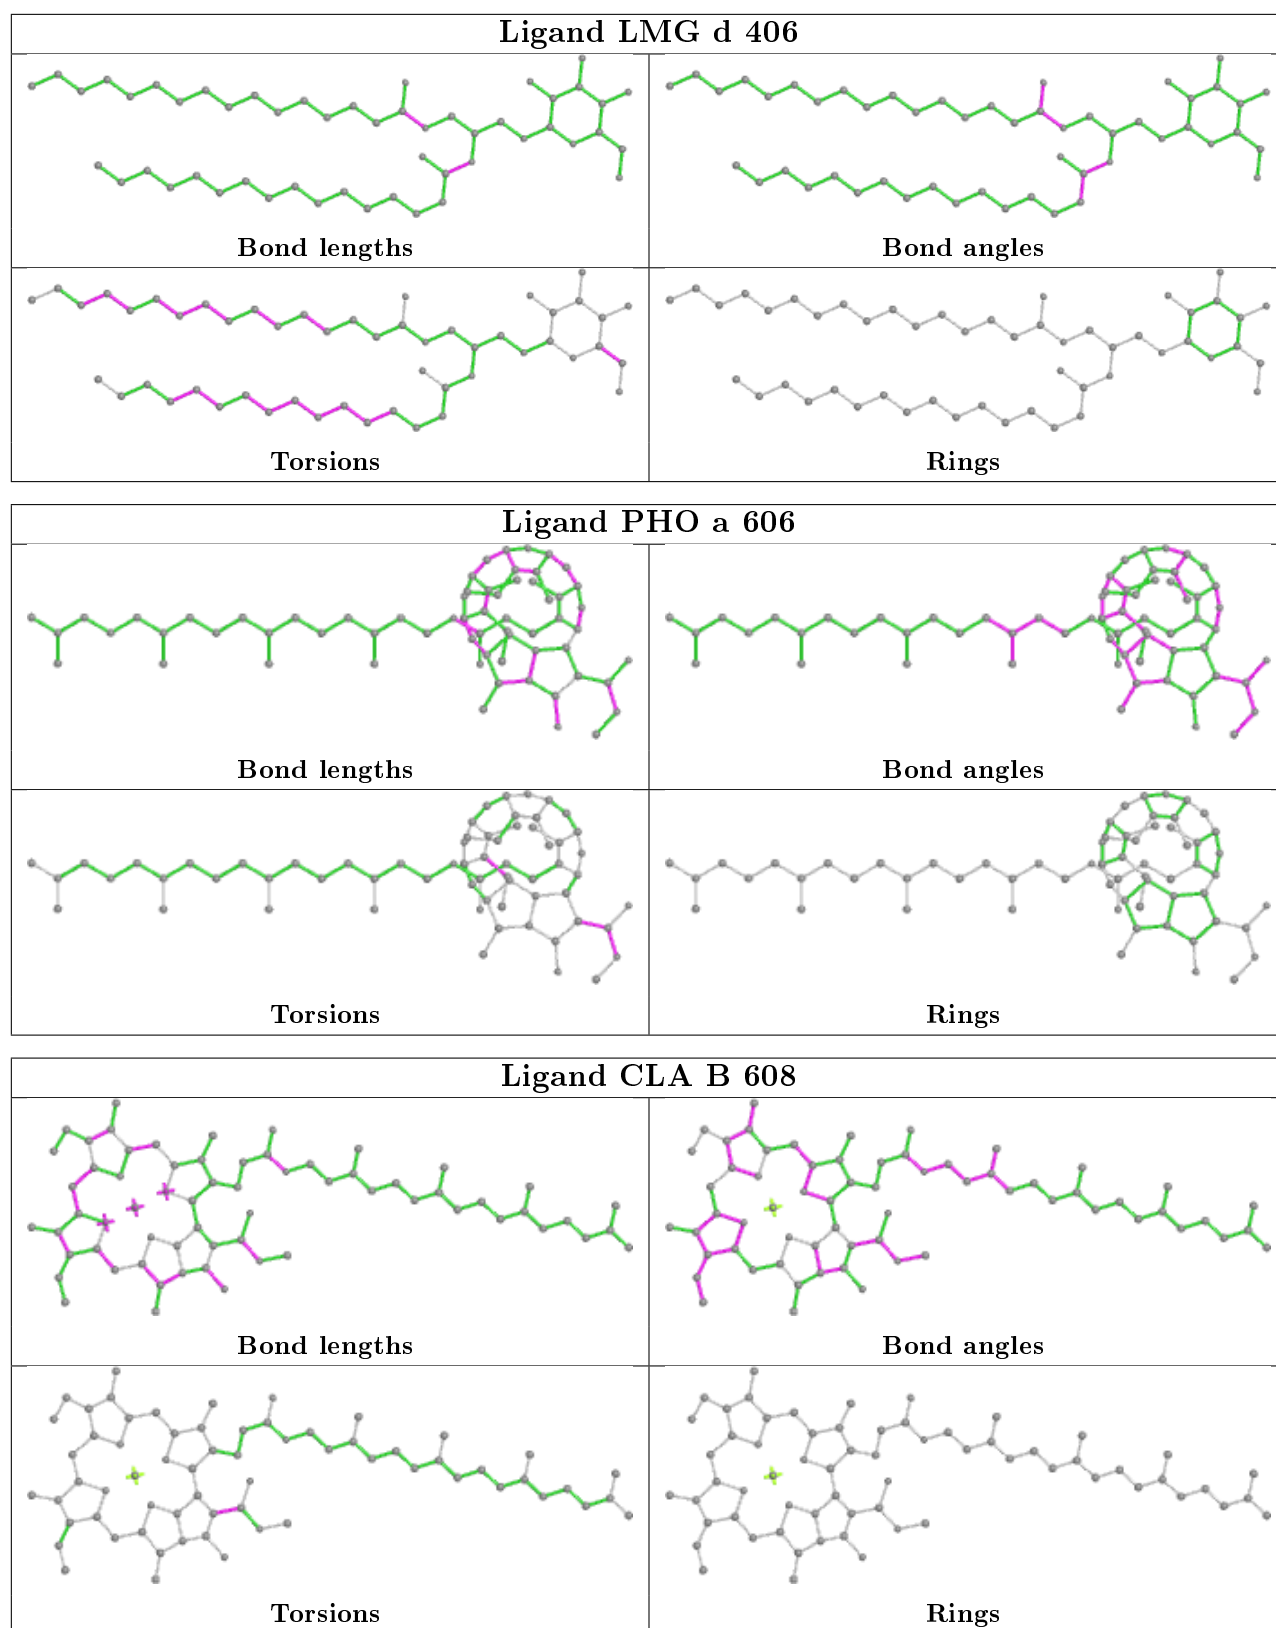 Ligand LMG d 406
Bond lengths
Bond angles
Torsions
Rings
Ligand PHO a 606
Bond lengths
Bond angles
Torsions
Rings
Ligand CLA B 608
Bond lengths
Bond angles
Torsions
Rings